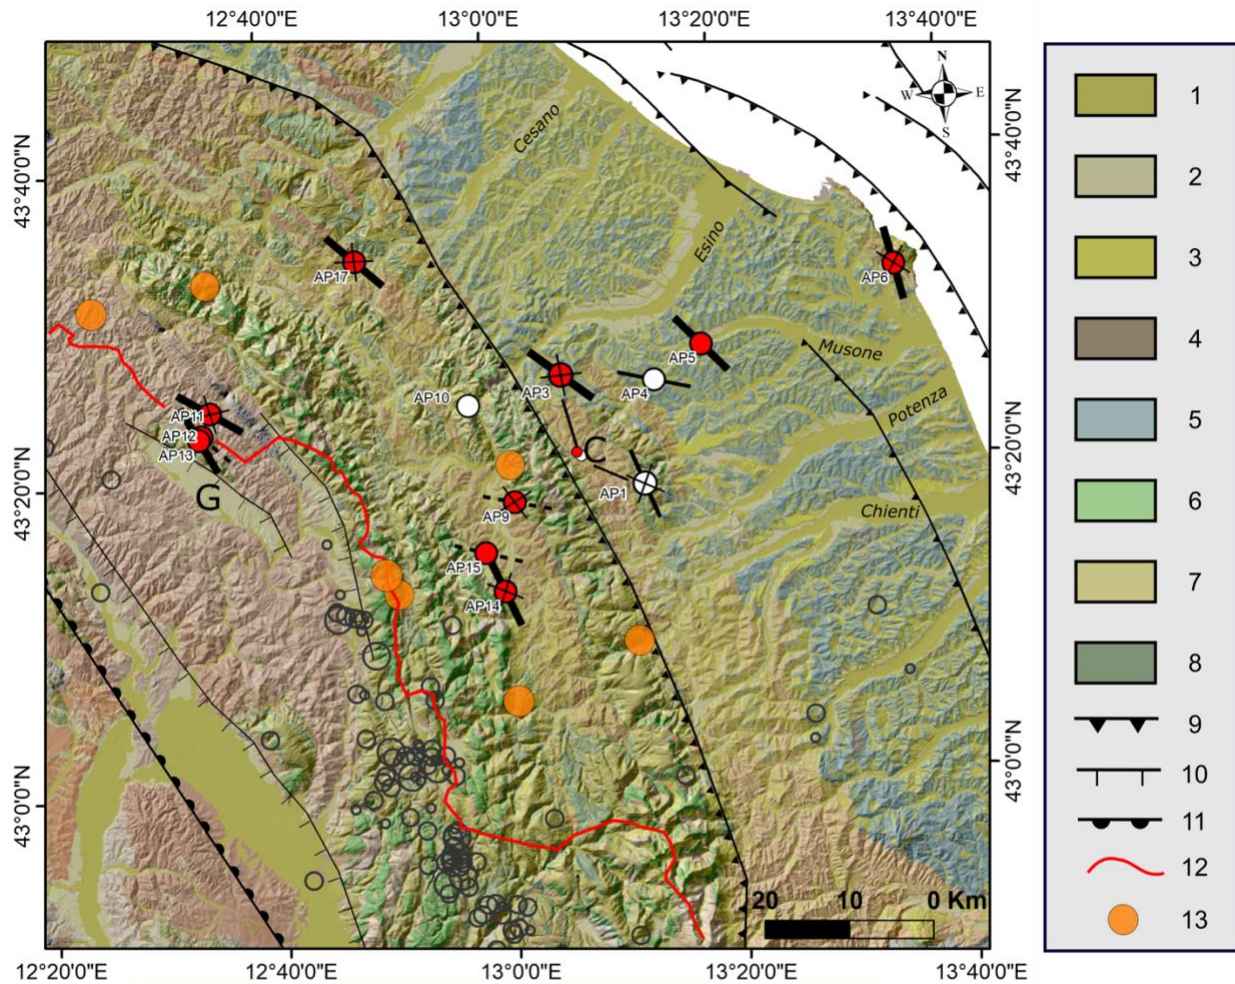 12°40'0"E
13°0'0"E
13°20'0"E
13°40'0"E
N
W
E
S
43°40'0"N
43°40'0"N
Cesano
Esino
AP17
AP6
AP5
Musone
AP3
AP4
AP10
Potenza
AP11
AP12
AP13
C
43°20'0"N
43°20'0"N
G
AP1
AP9
Chienti
AP15
AP14
43°0'0"N
43°0'0"N
20
10
0 Km
12°20'0"E
12°40'0"E
13°0'0"E
13°20'0"E
13°40'0"E
1
2
3
4
5
6
7
8
9
10
11
12
13